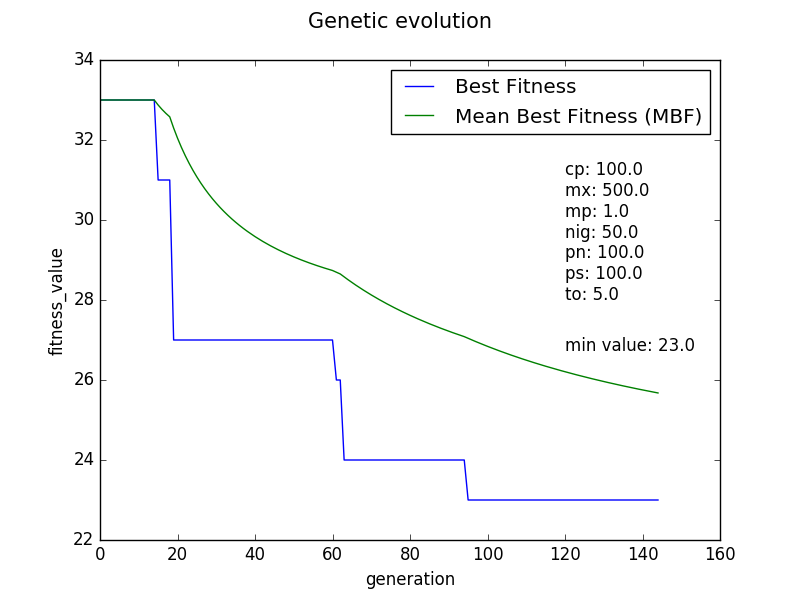 Genetic evolution
34
32
30
28
26
24
22
fitness_value
Best Fitness
Mean Best Fitness (MBF)
cp: 100.0
mx: 500.0
mp: 1.0
nig: 50.0
pn: 100.0
ps: 100.0
to: 5.0
min value: 23.0
0 20 40 60 80 100 120 140 160
generation